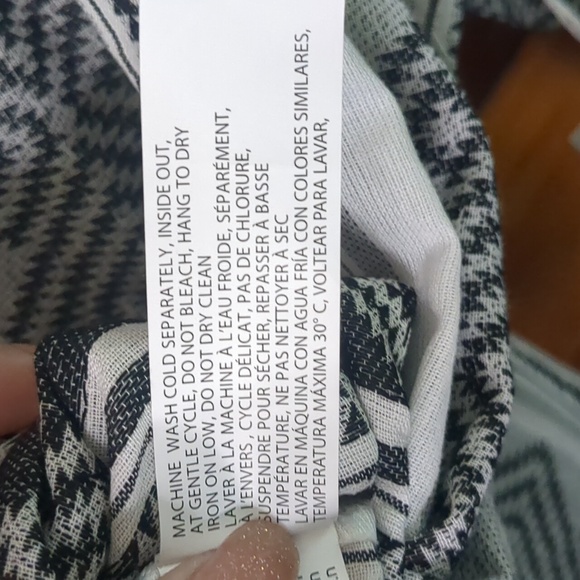 MACHINE WASH COLD SEPARATELY, INSIDE OUT,
AT GENTLE CYCLE, DO NOT BLEACH, HANG TO DRY
IRON ON LOW, DO NOT DRY CLEAN
LAVER À LA MACHINE À L'EAU FROIDE, SÉPARÉMENT,
À L'ENVERS, CYCLE DÉLICAT, PAS DE CHLORURE,
SUSPENDRE POUR SÉCHER, REPASSER À BASSE
TEMPÉRATURE, NE PAS NETTOYER À SEC
LAVAR EN MÁQUINA CON AGUA FRÍA CON COLORES SIMILARES,
TEMPERATURA MÁXIMA 30° C, VOLTEAR PARA LAVAR,